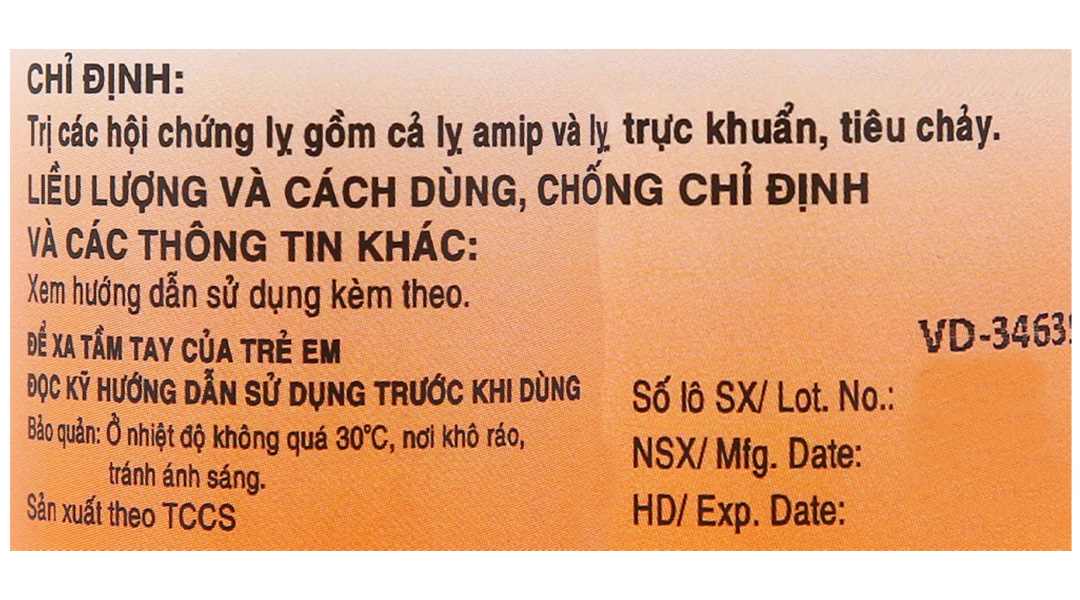 CHỈ ĐỊNH:
Trị các hội chứng lỵ gồm cả lỵ amip và lỵ trực khuẩn, tiêu chảy.
LIỀU LƯỢNG VÀ CÁCH DÙNG, CHỐNG CHỈ ĐỊNH
VÀ CÁC THÔNG TIN KHÁC:
Xem hướng dẫn sử dụng kèm theo.
ĐỂ XA TẦM TAY CỦA TRẺ EM
ĐỌC KỸ HƯỚNG DẪN SỬ DỤNG TRƯỚC KHI DÙNG
Bảo quản: Ở nhiệt độ không quá 30°C, nơi khô ráo,
tránh ánh sáng.
Sản xuất theo TCCS
Số lô SX/ Lot. No.:
NSX/ Mfg. Date:
HD/ Exp. Date: